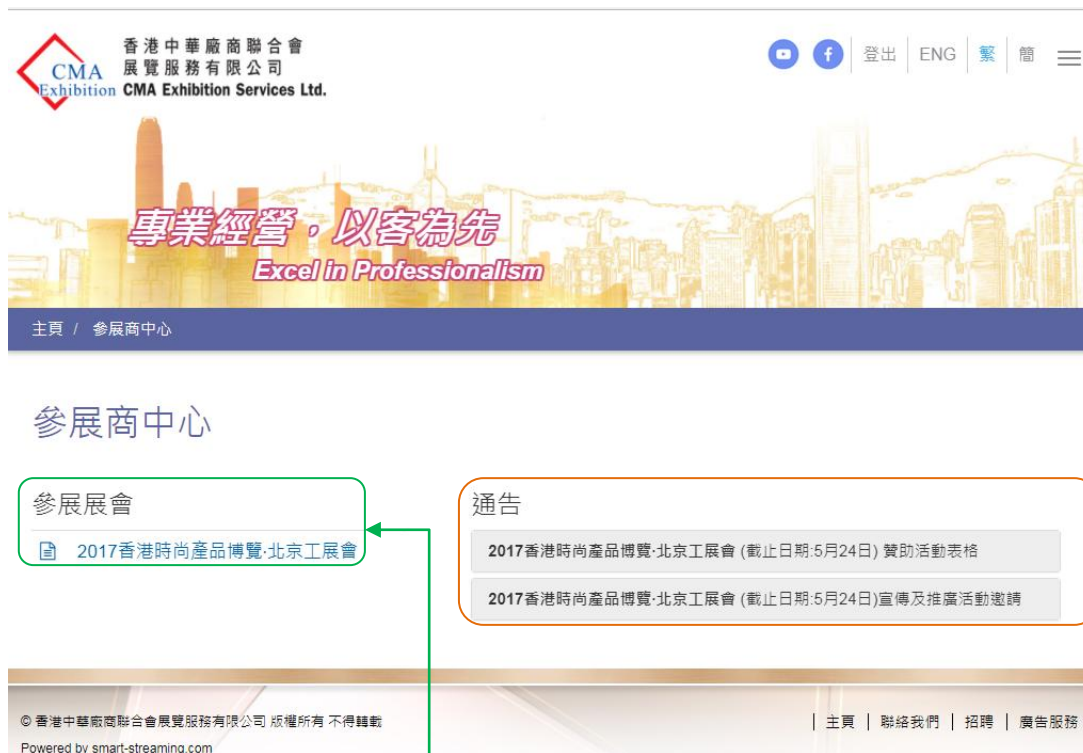 香港中華廠商聯合會
展覽服務有限公司
CMA Exhibition
CMA Exhibition Services Ltd.
登出 ENG 繁 簡
專業經營，以客為先
Excel in Professionalism
主頁 / 參展商中心
參展商中心
參展展會
2017香港時尚產品博覽·北京工展會
通告
2017香港時尚產品博覽·北京工展會 (截止日期:5月24日) 贊助活動表格
2017香港時尚產品博覽·北京工展會 (截止日期:5月24日)宣傳及推廣活動邀請
© 香港中華廠商聯合會展覽服務有限公司 版權所有 不得轉載
| 主頁 | 聯絡我們 | 招聘 | 廣告服務
Powered by smart-streaming.com